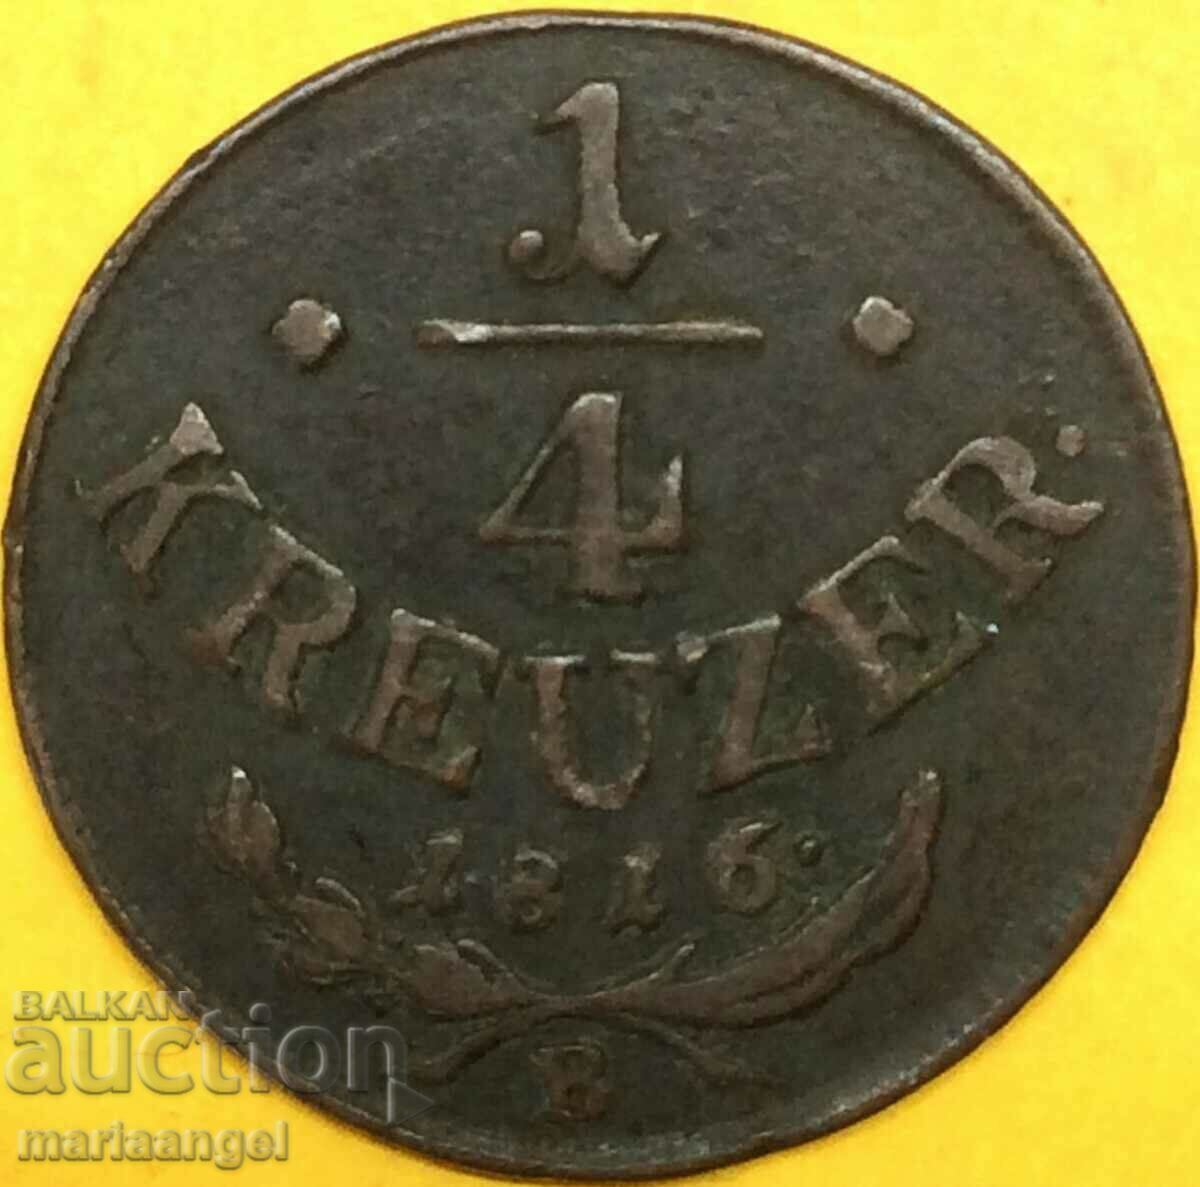 1
4
· ·
KREUZER.
1816.
B
BALKAN
auction
mariaangel